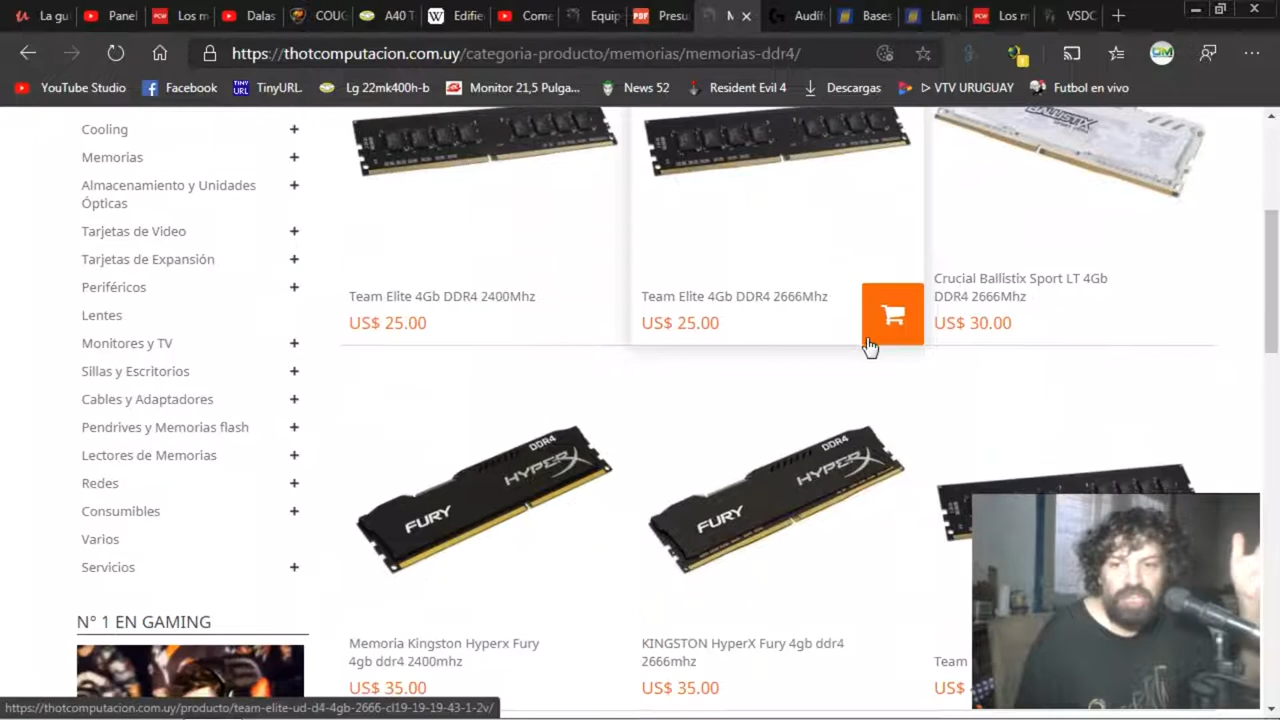 La gu
Panel
Los m
Dalas
COUG
A40 T
Edifie
Come
Equip
Presu
M
Audífo
Bases
Llama
Los m
VSDC
https://thotcomputacion.com.uy/categoria-producto/memorias/memorias-ddr4/
YouTube Studio
Facebook
TinyURL
Lg 22mk400h-b
Monitor 21,5 Pulga...
News 52
Resident Evil 4
Descargas
ᐅ VTV URUGUAY
Futbol en vivo
Cooling +
Memorias +
Almacenamiento y Unidades +
Ópticas
Tarjetas de Video +
Tarjetas de Expansión +
Periféricos +
Lentes
Monitores y TV +
Sillas y Escritorios +
Cables y Adaptadores +
Pendrives y Memorias flash +
Lectores de Memorias +
Redes +
Consumibles +
Varios
Servicios +
N° 1 EN GAMING
BALLISTIX
Team Elite 4Gb DDR4 2400Mhz
US$ 25.00
Team Elite 4Gb DDR4 2666Mhz
US$ 25.00
Crucial Ballistix Sport LT 4Gb
DDR4 2666Mhz
US$ 30.00
DDR4
HYPERX
FURY
DDR4
HYPERX
FURY
Memoria Kingston Hyperx Fury
4gb ddr4 2400mhz
US$ 35.00
KINGSTON HyperX Fury 4gb ddr4
2666mhz
US$ 35.00
Team
US$
https://thotcomputacion.com.uy/producto/team-elite-ud-d4-4gb-2666-cl19-19-19-43-1-2v/